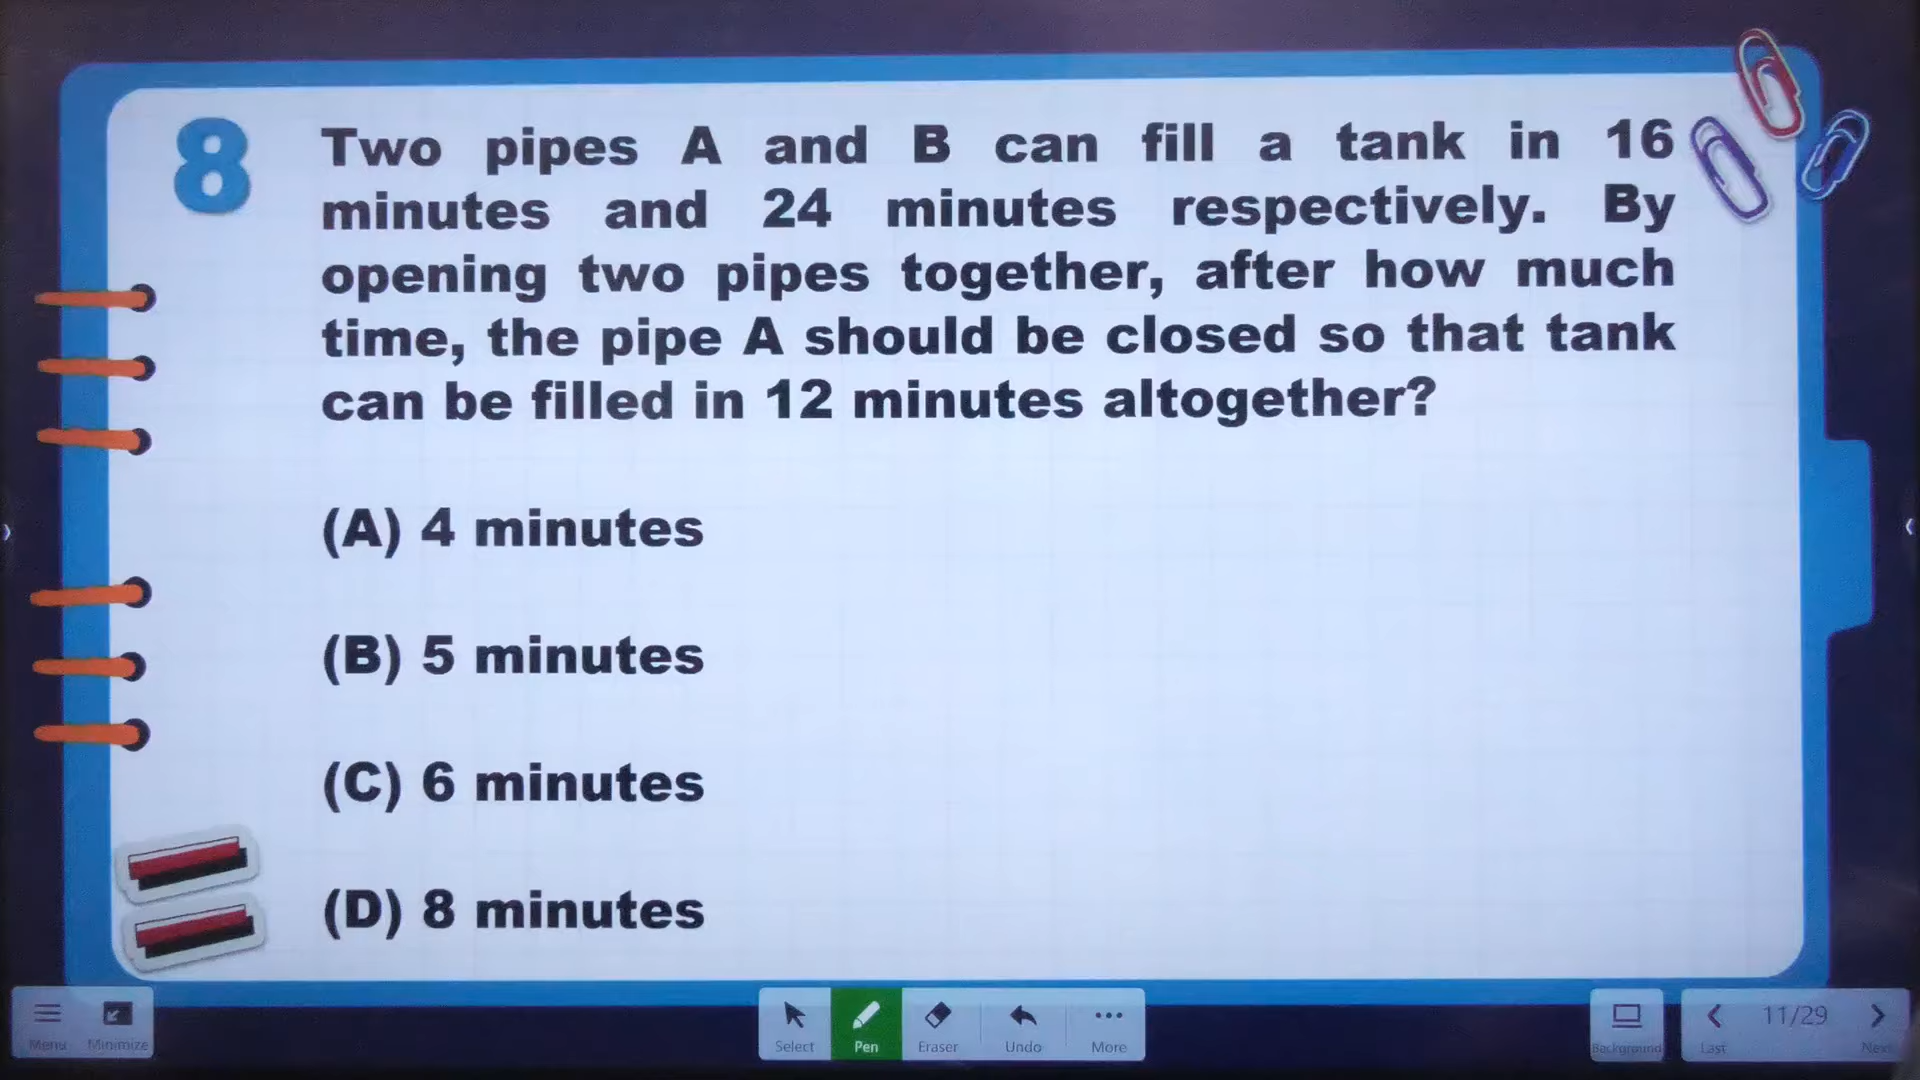 8
Two pipes A and B can fill a tank in 16
minutes and 24 minutes respectively. By
opening two pipes together, after how much
time, the pipe A should be closed so that tank
can be filled in 12 minutes altogether?
(A) 4 minutes
(B) 5 minutes
(C) 6 minutes
(D) 8 minutes
Menu Minimize Select Pen Eraser Undo More Background Last 11/29 Next